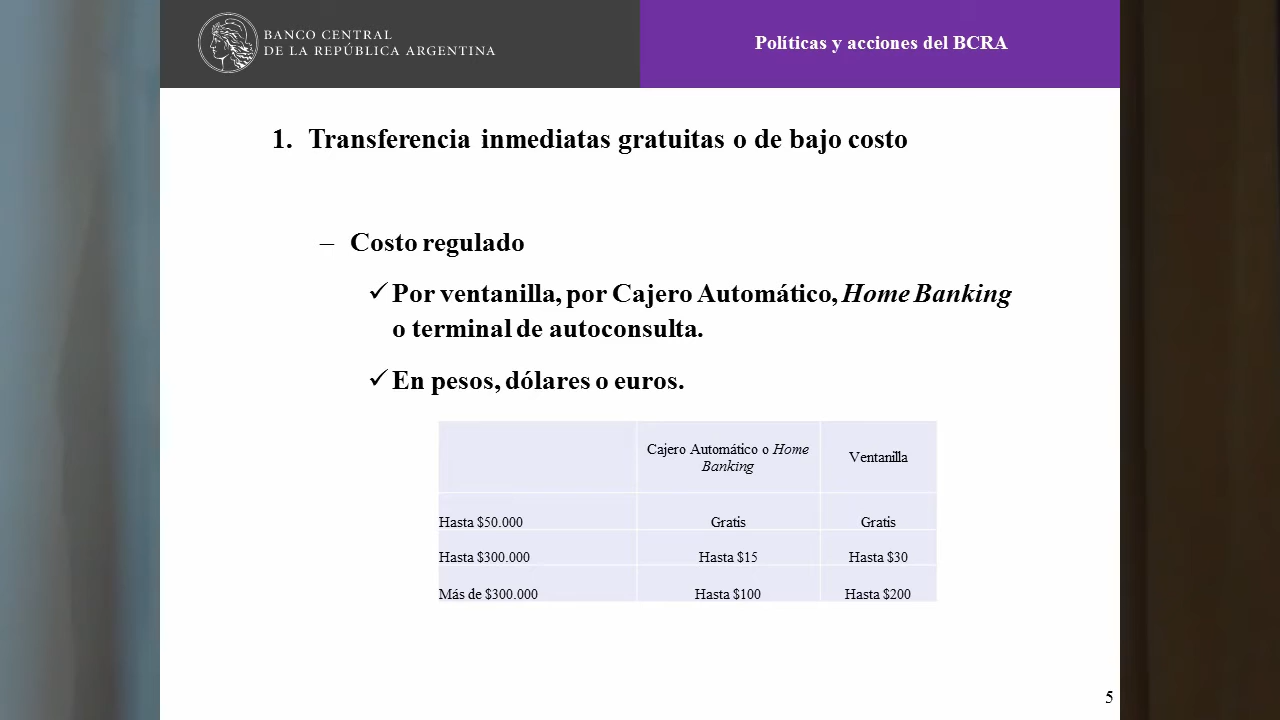 BANCO CENTRAL
DE LA REPÚBLICA ARGENTINA
Políticas y acciones del BCRA
1. Transferencia inmediatas gratuitas o de bajo costo
– Costo regulado
✓ Por ventanilla, por Cajero Automático, Home Banking
o terminal de autoconsulta.
✓ En pesos, dólares o euros.
Cajero Automático o Home
Banking
Ventanilla
Hasta $50.000 Gratis Gratis
Hasta $300.000 Hasta $15 Hasta $30
Más de $300.000 Hasta $100 Hasta $200
5